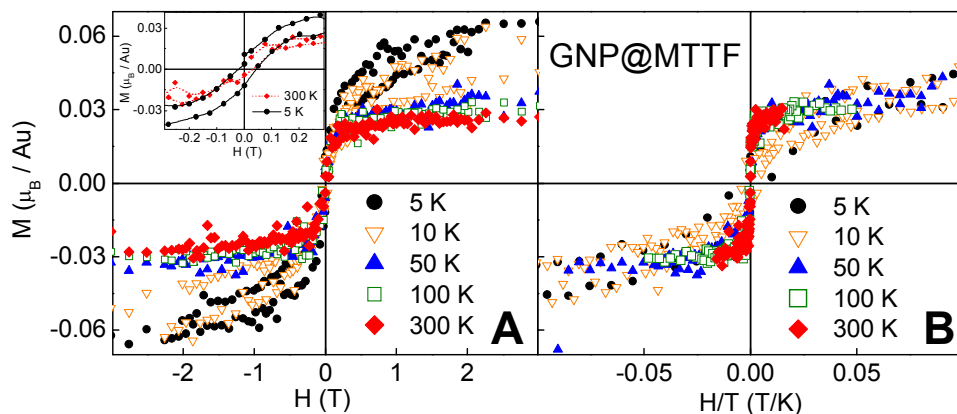 0.03
0.00
-0.03
M (μB / Au)
300 K
5 K
-0.2 -0.1 0.0 0.1 0.2
H (T)
0.06
0.03
0.00
-0.03
-0.06
M (μB / Au)
5 K
10 K
50 K
100 K
300 K
A
-2 -1 0 1 2
H (T)
GNP@MTTF
5 K
10 K
50 K
100 K
300 K
B
-0.05 0.00 0.05
H/T (T/K)